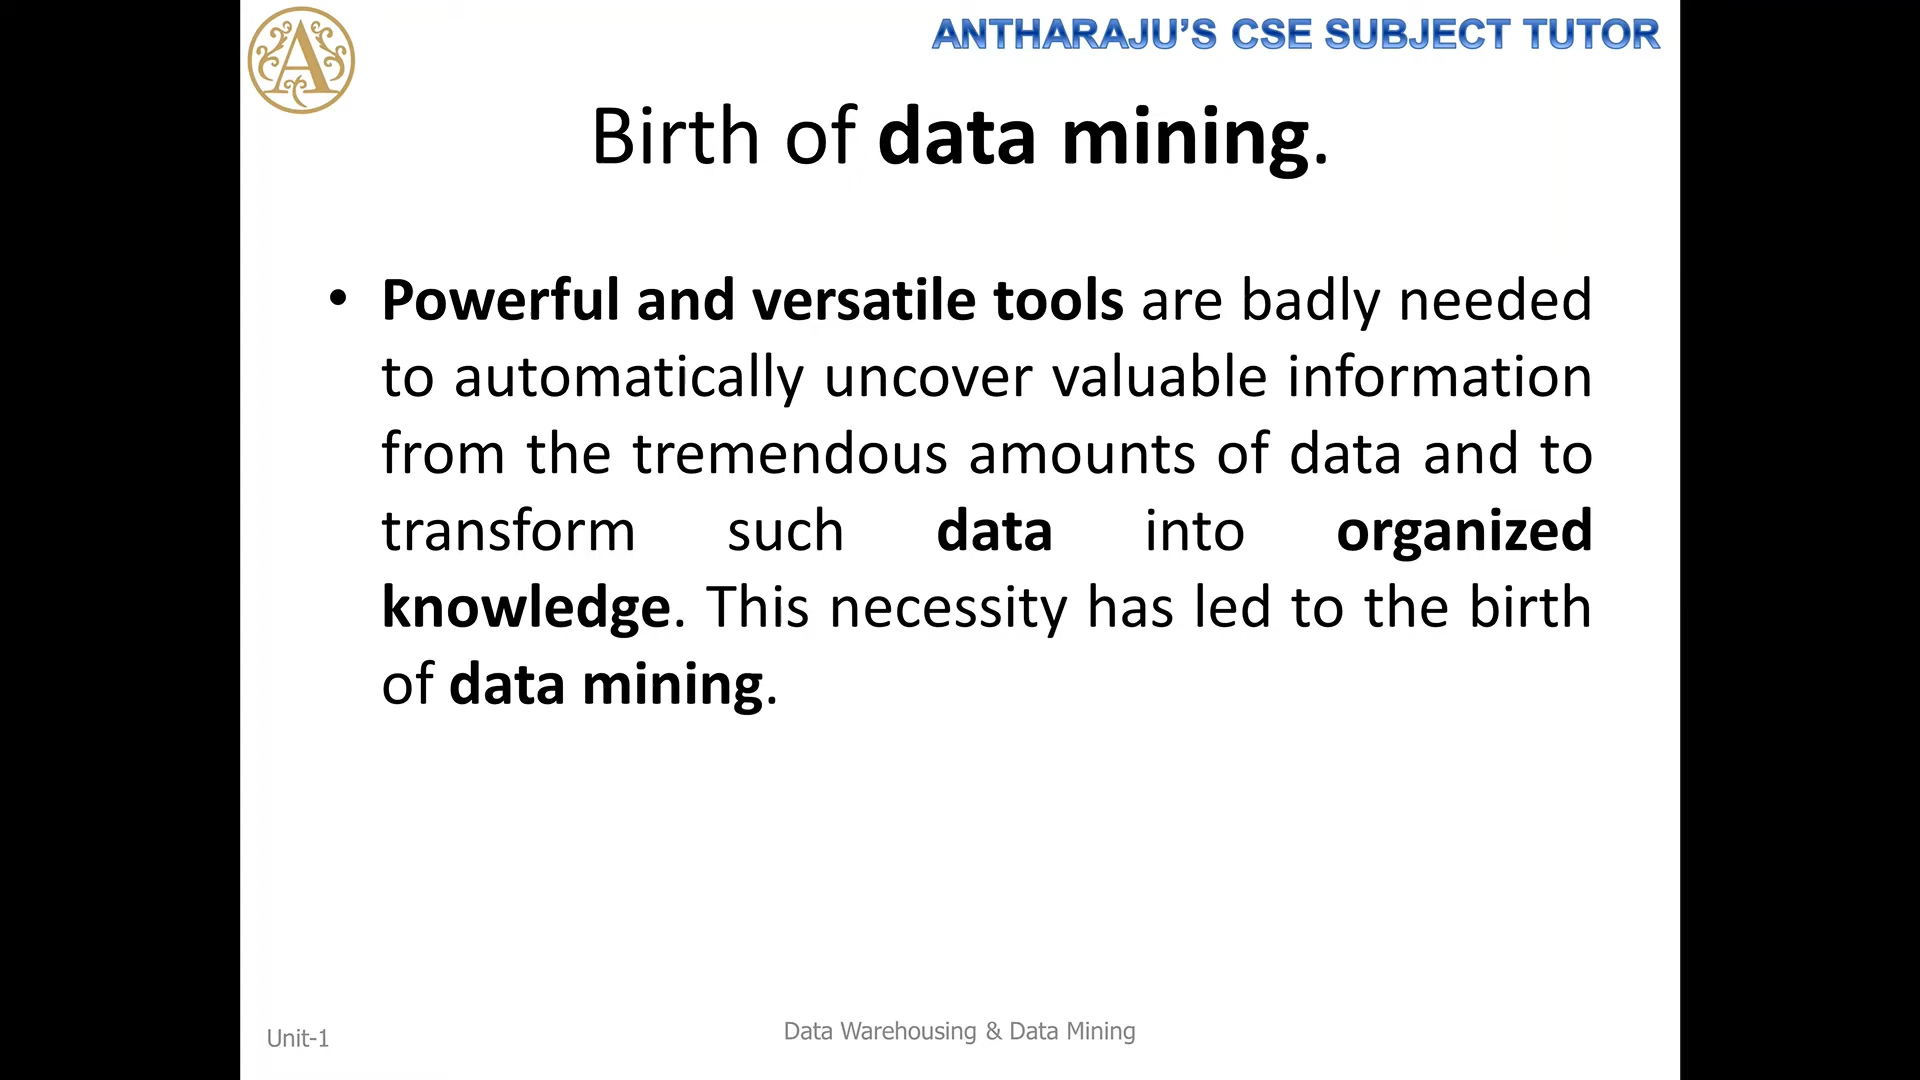 ANTHARAJU’S CSE SUBJECT TUTOR
A
Birth of data mining.
• Powerful and versatile tools are badly needed
to automatically uncover valuable information
from the tremendous amounts of data and to
transform such data into organized
knowledge. This necessity has led to the birth
of data mining.
Unit-1
Data Warehousing & Data Mining